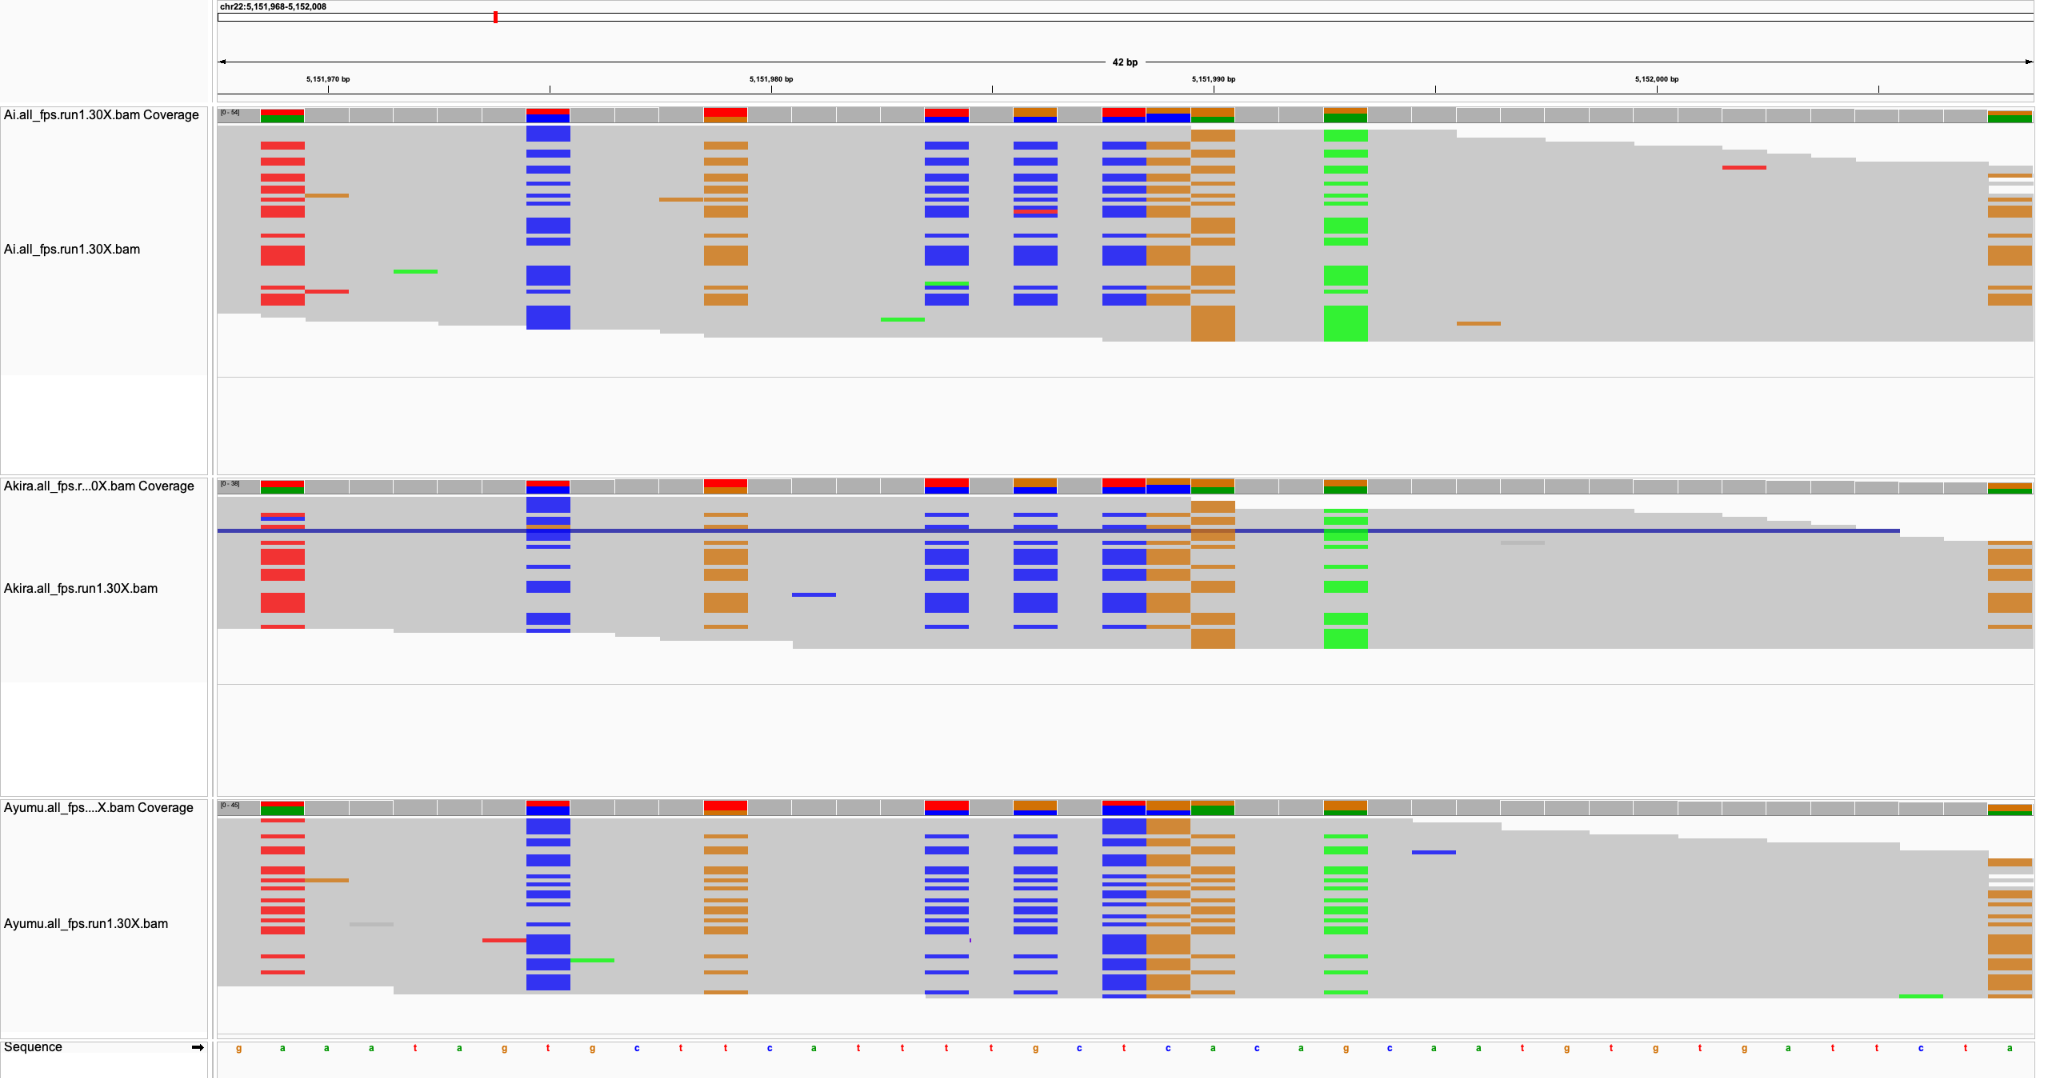 chr22:5,151,968-5,152,008
42 bp
5,151,970 bp 5,151,980 bp 5,151,990 bp 5,152,000 bp
Ai.all_fps.run1.30X.bam Coverage
[0 - 54]
Ai.all_fps.run1.30X.bam
Akira.all_fps.r...0X.bam Coverage
[0 - 38]
Akira.all_fps.run1.30X.bam
Ayumu.all_fps....X.bam Coverage
[0 - 45]
Ayumu.all_fps.run1.30X.bam
Sequence g a a a t a g t g c t t c a t t t t g c t c a c a g c a a t g t g t g a t t c t a